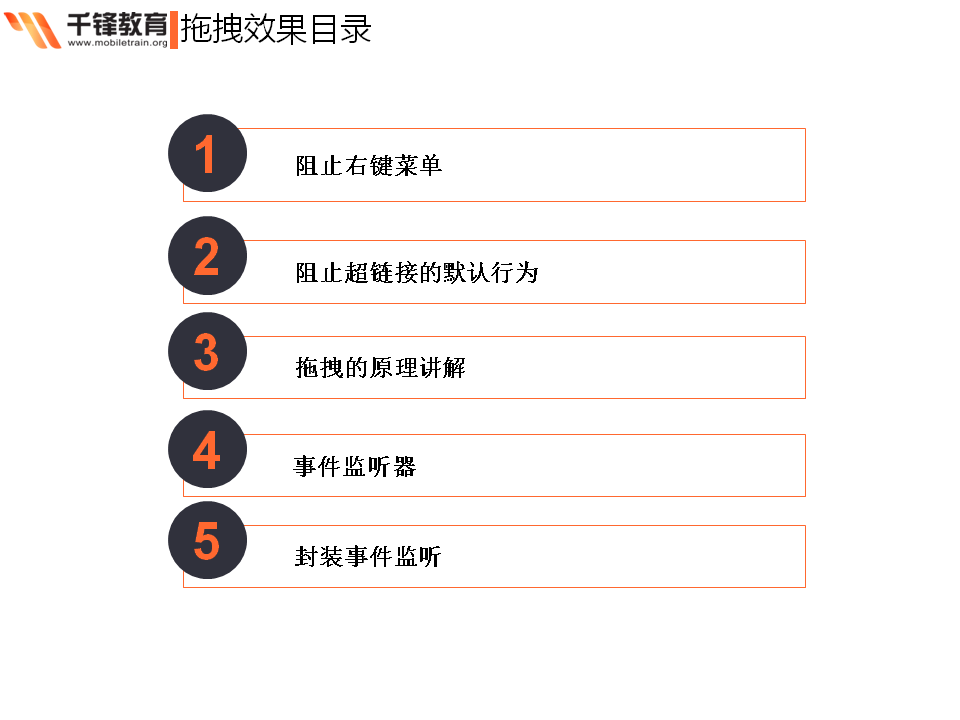 千锋教育
www.mobiletrain.org
拖拽效果目录
1
阻止右键菜单
2
阻止超链接的默认行为
3
拖拽的原理讲解
4
事件监听器
5
封装事件监听